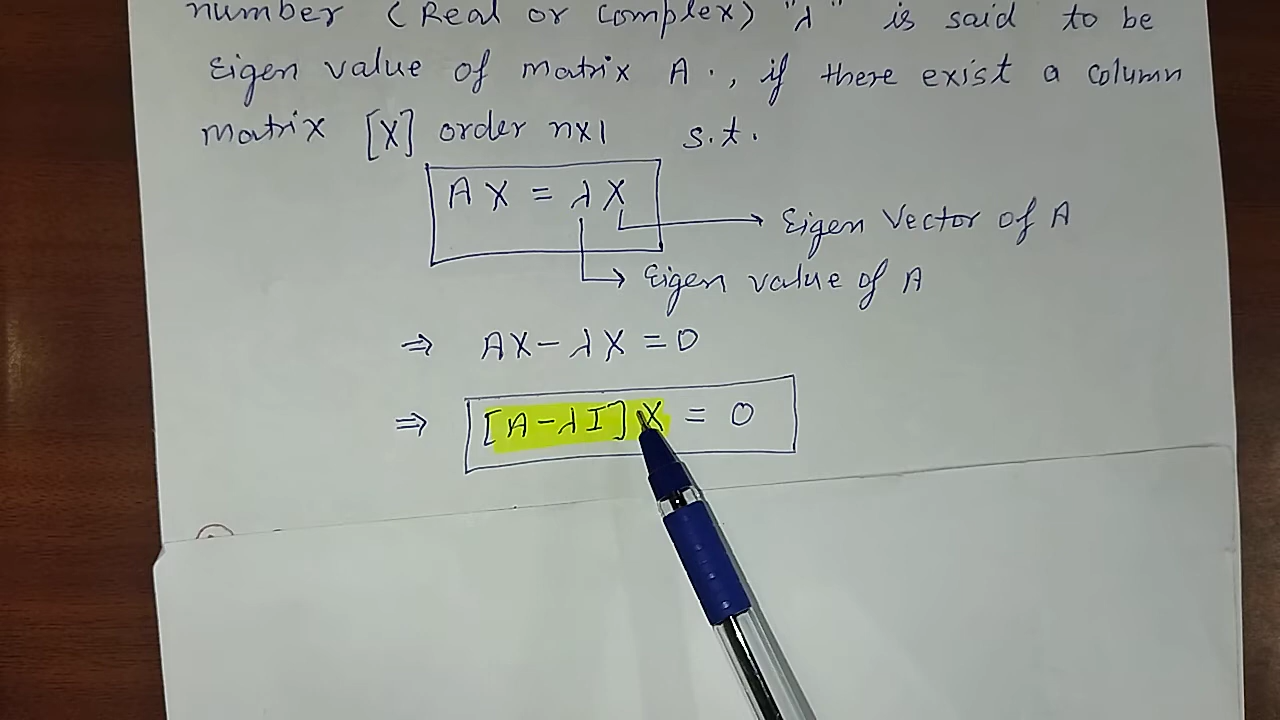 number (Real or complex) "λ" is said to be
Eigen value of matrix A., if there exist a column
matrix [X] order nx1 s.t.
AX = λX
Eigen Vector of A
Eigen value of A
⇒ AX-λX = 0
⇒ [A-λI]X = 0